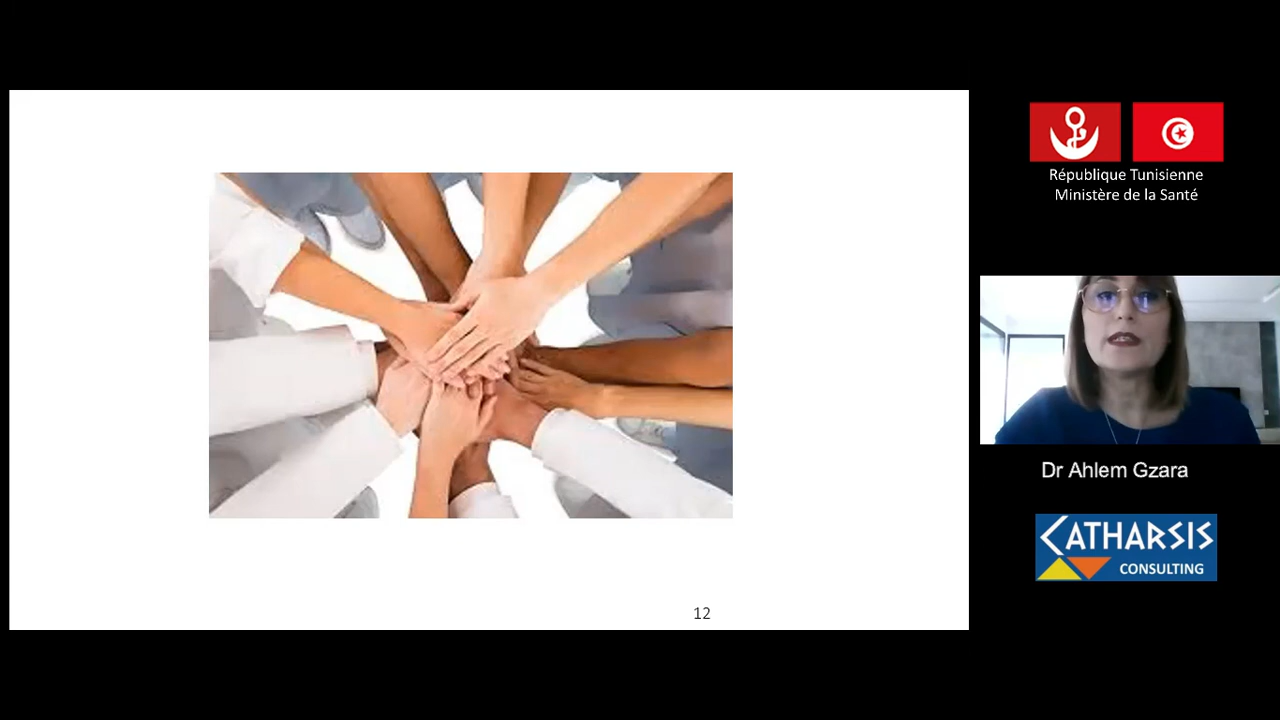 12
République Tunisienne
Ministère de la Santé
Dr Ahlem Gzara
CATHARSIS
CONSULTING